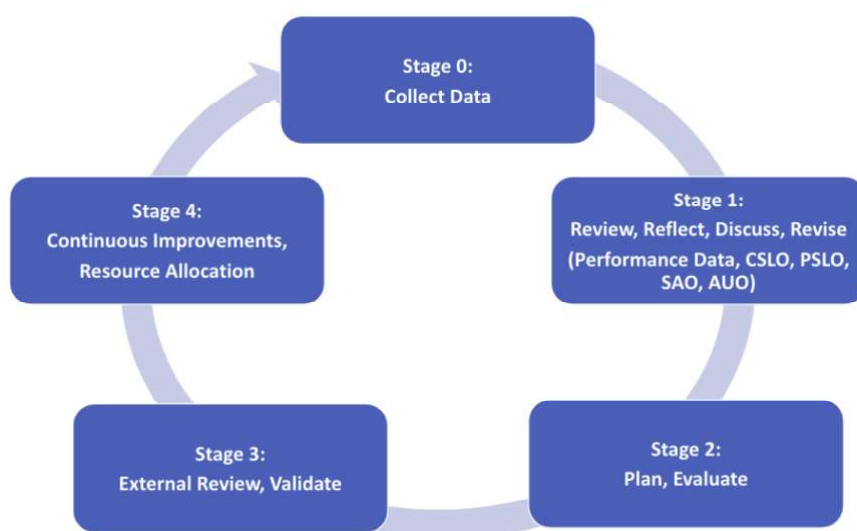 Stage 0:
Collect Data
Stage 1:
Review, Reflect, Discuss, Revise
(Performance Data, CSLO, PSLO,
SAO, AUO)
Stage 2:
Plan, Evaluate
Stage 3:
External Review, Validate
Stage 4:
Continuous Improvements,
Resource Allocation